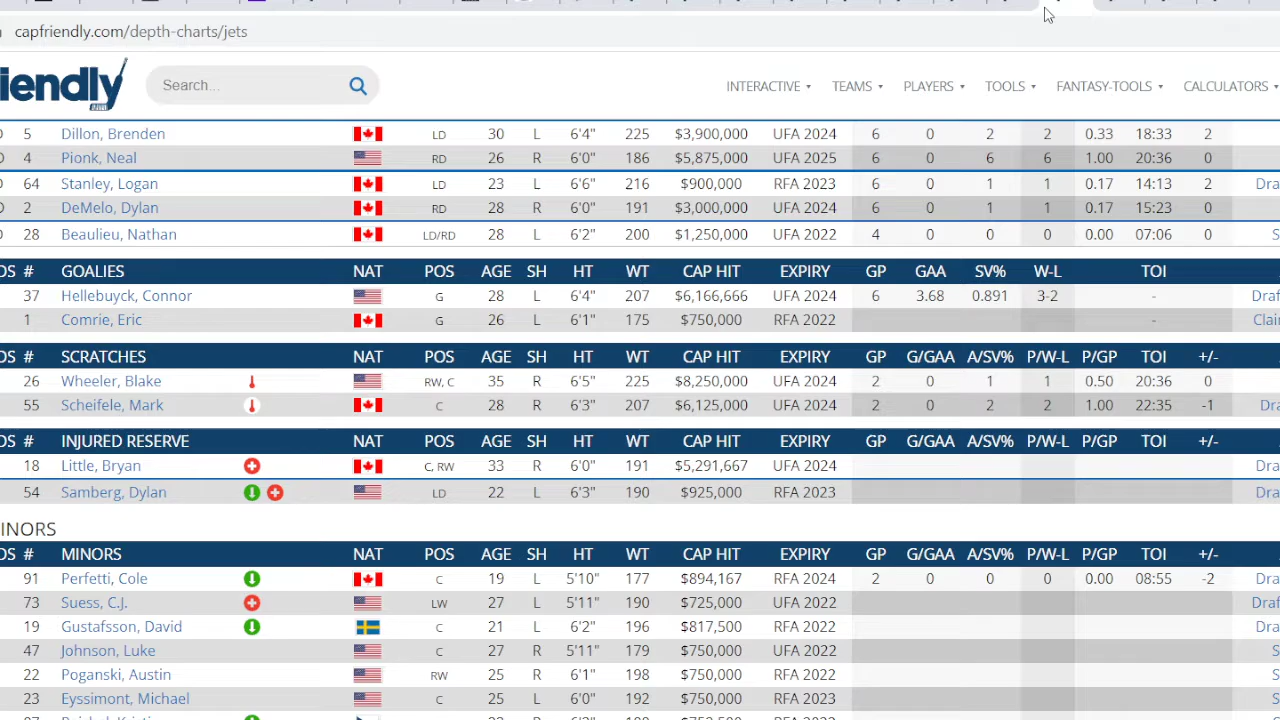 capfriendly.com/depth-charts/jets
iendly Search... INTERACTIVE TEAMS PLAYERS TOOLS FANTASY-TOOLS CALCULATORS
D 5 Dillon, Brenden LD 30 L 6'4" 225 $3,900,000 UFA 2024 6 0 2 2 0.33 18:33 2
D 4 Pionk, Neal RD 26 R 6'0" 186 $5,875,000 UFA 2025 6 0 6 6 1.00 20:36 0
D 64 Stanley, Logan LD 23 L 6'6" 216 $900,000 RFA 2023 6 0 1 1 0.17 14:13 2 Dra
D 2 DeMelo, Dylan RD 28 R 6'0" 191 $3,000,000 UFA 2024 6 0 1 1 0.17 15:23 0
D 28 Beaulieu, Nathan LD/RD 28 L 6'2" 200 $1,250,000 UFA 2022 4 0 0 0 0.00 07:06 0 S
OS # GOALIES NAT POS AGE SH HT WT CAP HIT EXPIRY GP GAA SV% W-L TOI
37 Hellebuyck, Connor G 28 L 6'4" 207 $6,166,666 UFA 2024 6 3.68 0.891 3-2 - Draf
1 Comrie, Eric G 26 L 6'1" 175 $750,000 RFA 2022 - Clai
OS # SCRATCHES NAT POS AGE SH HT WT CAP HIT EXPIRY GP G/GAA A/SV% P/W-L P/GP TOI +/-
26 Wheeler, Blake RW, C 35 R 6'5" 225 $8,250,000 UFA 2024 2 0 1 1 0.50 20:36 0
55 Scheifele, Mark C 28 R 6'3" 207 $6,125,000 UFA 2024 2 0 2 2 1.00 22:35 -1 Dra
OS # INJURED RESERVE NAT POS AGE SH HT WT CAP HIT EXPIRY GP G/GAA A/SV% P/W-L P/GP TOI +/-
18 Little, Bryan C, RW 33 R 6'0" 191 $5,291,667 UFA 2024 Dra
54 Samberg, Dylan LD 22 L 6'3" 190 $925,000 RFA 2023 Dra
INORS
OS # MINORS NAT POS AGE SH HT WT CAP HIT EXPIRY GP G/GAA A/SV% P/W-L P/GP TOI +/-
91 Perfetti, Cole C 19 L 5'10" 177 $894,167 RFA 2024 2 0 0 0 0.00 08:55 -2 Dra
73 Suess, C.J. LW 27 L 5'11" 190 $725,000 UFA 2022 Draf
19 Gustafsson, David C 21 L 6'2" 196 $817,500 RFA 2022 Dra
47 Johnson, Luke C 27 R 5'11" 179 $750,000 UFA 2022 S
22 Poganski, Austin RW 25 R 6'1" 198 $750,000 RFA 2022 S
23 Eyssimont, Michael C 25 L 6'0" 192 $750,000 RFA 2022 S